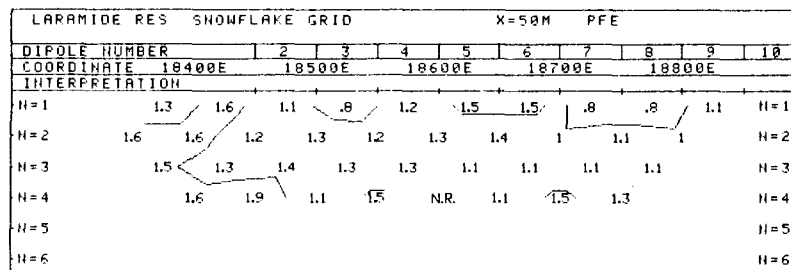 LARAMIDE RES SNOWFLAKE GRID X=50M PFE
DIPOLE NUMBER 2 3 4 5 6 7 8 9 10
COORDINATE 18400E 18500E 18600E 18700E 18800E
INTERPRETATION
N=1 1.3 1.6 1.1 .8 1.2 1.5 1.5 .8 .8 1.1 N=1
N=2 1.6 1.6 1.2 1.3 1.2 1.3 1.4 1 1.1 1 N=2
N=3 1.5 1.3 1.4 1.3 1.3 1.1 1.1 1.1 1.1 N=3
N=4 1.6 1.9 1.1 1.5 N.R. 1.1 1.5 1.3 N=4
N=5 N=5
N=6 N=6